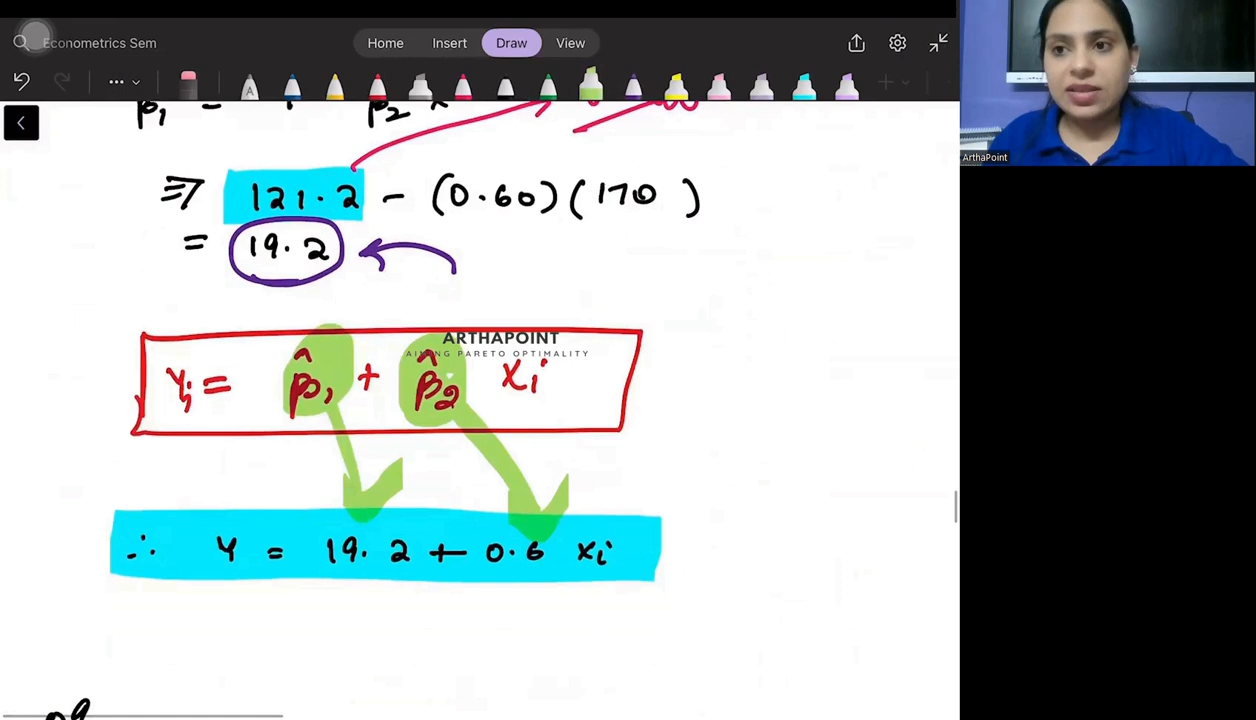 Econometrics Sem
Home Insert Draw View
ArthaPoint
⇒ 121.2 - (0.60)(170)
= 19.2
ARTHAPOINT
AIMING PARETO OPTIMALITY
Yi = β̂1 + β̂2 Xi
∴ Y = 19.2 + 0.6 Xi